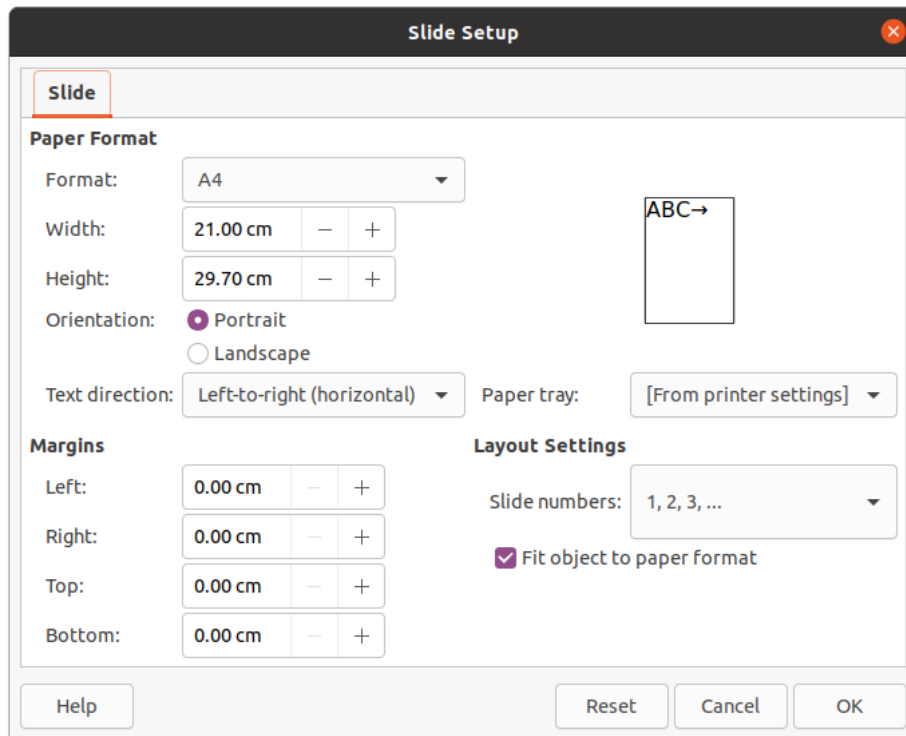 Slide Setup
Slide
Paper Format
Format: A4
Width: 21.00 cm
Height: 29.70 cm
Orientation: Portrait
Landscape
ABC→
Text direction: Left-to-right (horizontal) Paper tray: [From printer settings]
Margins
Left: 0.00 cm
Right: 0.00 cm
Top: 0.00 cm
Bottom: 0.00 cm
Layout Settings
Slide numbers: 1, 2, 3, ...
Fit object to paper format
Help Reset Cancel OK